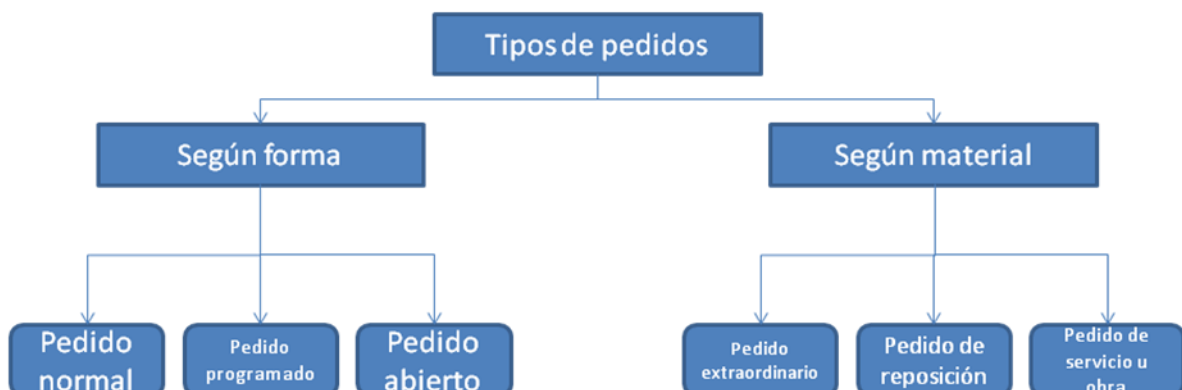 Tipos de pedidos
Según forma
Según material
Pedido
normal
Pedido
programado
Pedido
abierto
Pedido
extraordinario
Pedido de
reposición
Pedido de
servicio u
obra